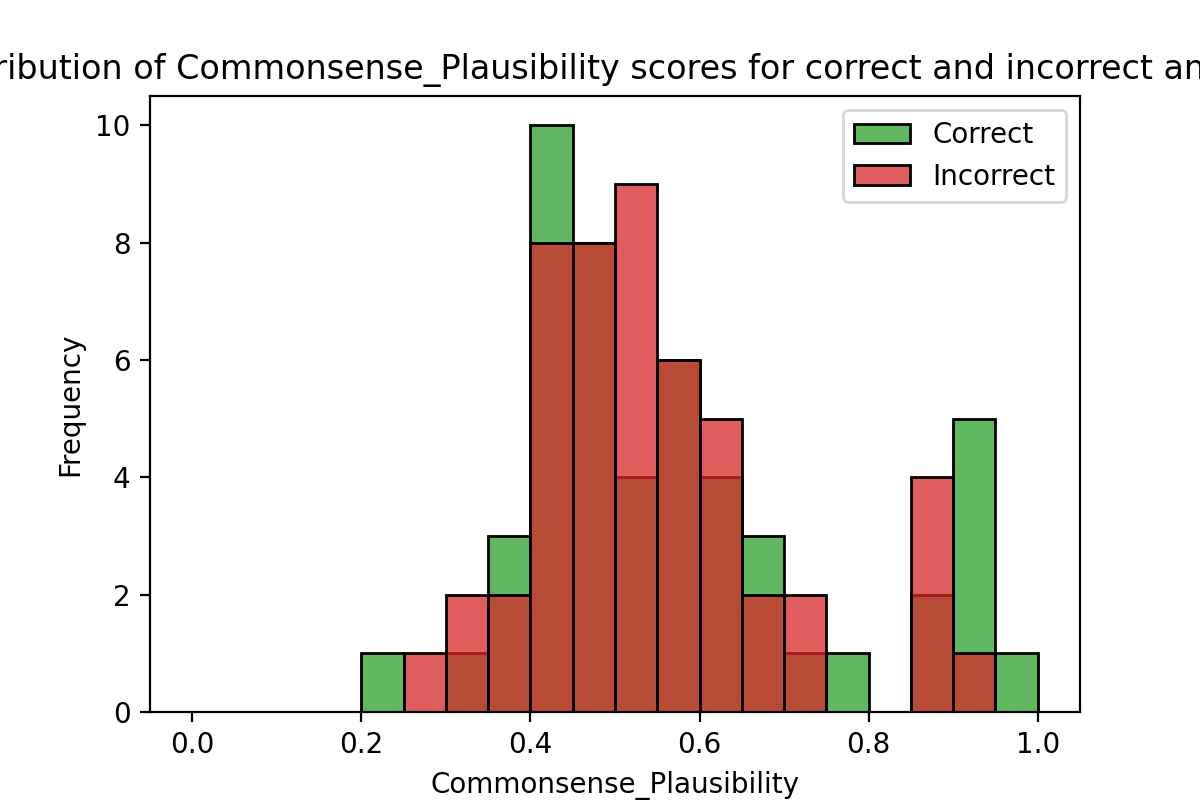 ribution of Commonsense_Plausibility scores for correct and incorrect an
Correct
Incorrect
10
8
6
4
2
0
Frequency
0.0 0.2 0.4 0.6 0.8 1.0
Commonsense_Plausibility